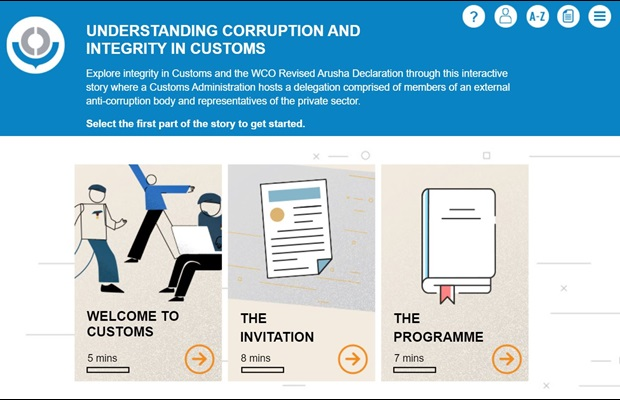 UNDERSTANDING CORRUPTION AND
INTEGRITY IN CUSTOMS
?
A-Z
Explore integrity in Customs and the WCO Revised Arusha Declaration through this interactive
story where a Customs Administration hosts a delegation comprised of members of an external
anti-corruption body and representatives of the private sector.
Select the first part of the story to get started.
WELCOME TO
CUSTOMS
5 mins
THE
INVITATION
8 mins
THE
PROGRAMME
7 mins